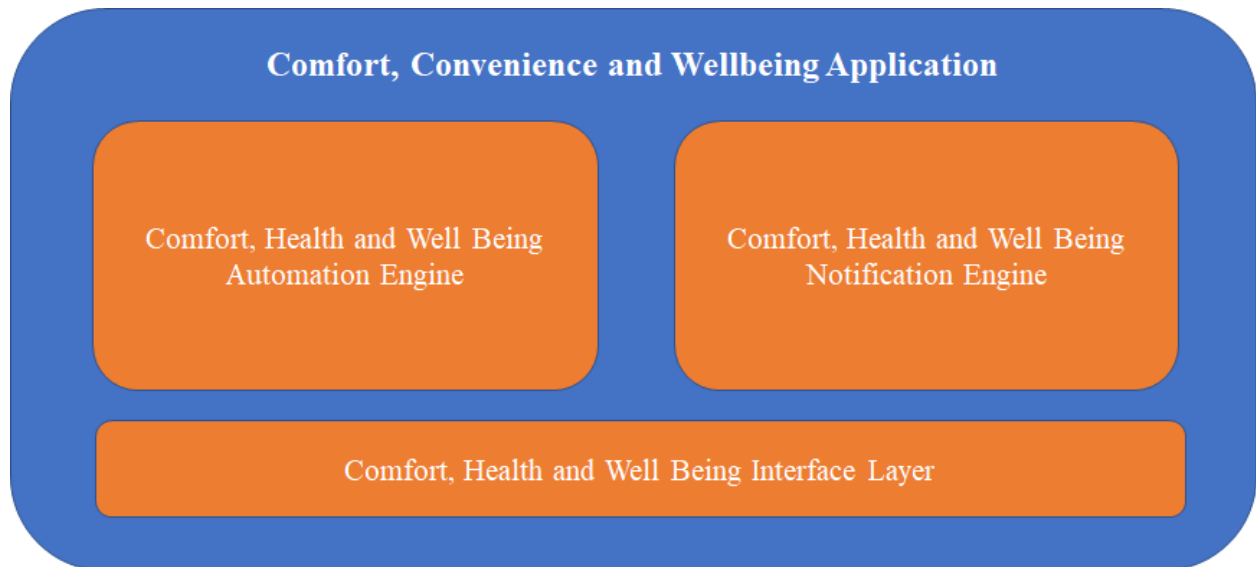 Comfort, Convenience and Wellbeing Application
Comfort, Health and Well Being
Automation Engine
Comfort, Health and Well Being
Notification Engine
Comfort, Health and Well Being Interface Layer